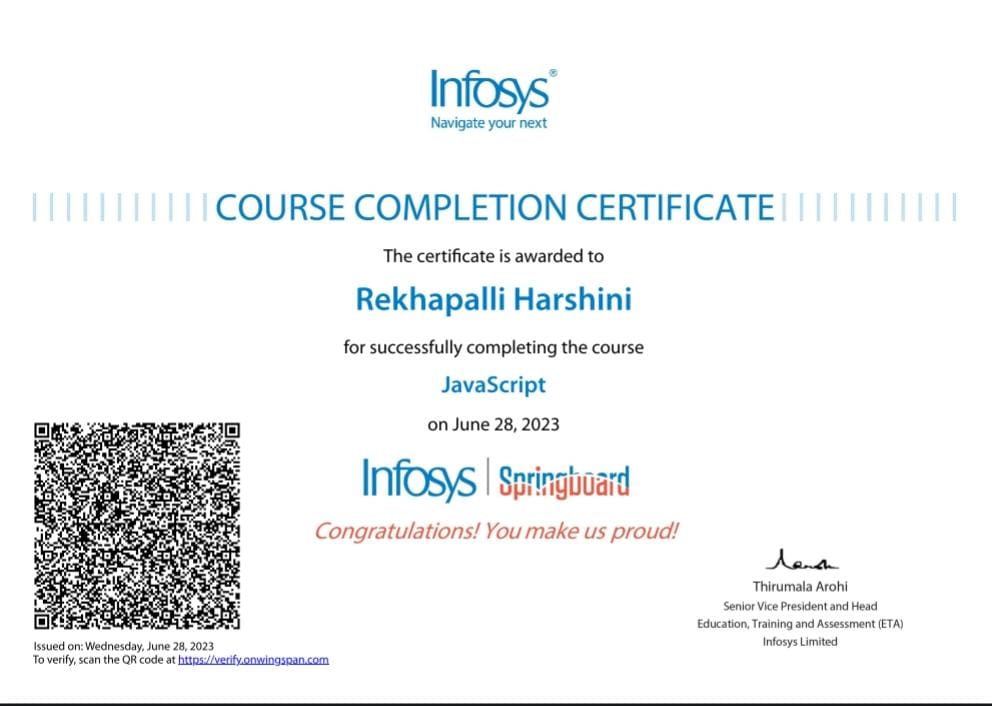 Infosys®
Navigate your next
COURSE COMPLETION CERTIFICATE
The certificate is awarded to
Rekhapalli Harshini
for successfully completing the course
JavaScript
on June 28, 2023
Infosys | Springboard
Congratulations! You make us proud!
Thirumala Arohi
Senior Vice President and Head
Education, Training and Assessment (ETA)
Infosys Limited
Issued on: Wednesday, June 28, 2023
To verify, scan the QR code at https://verify.onwingspan.com